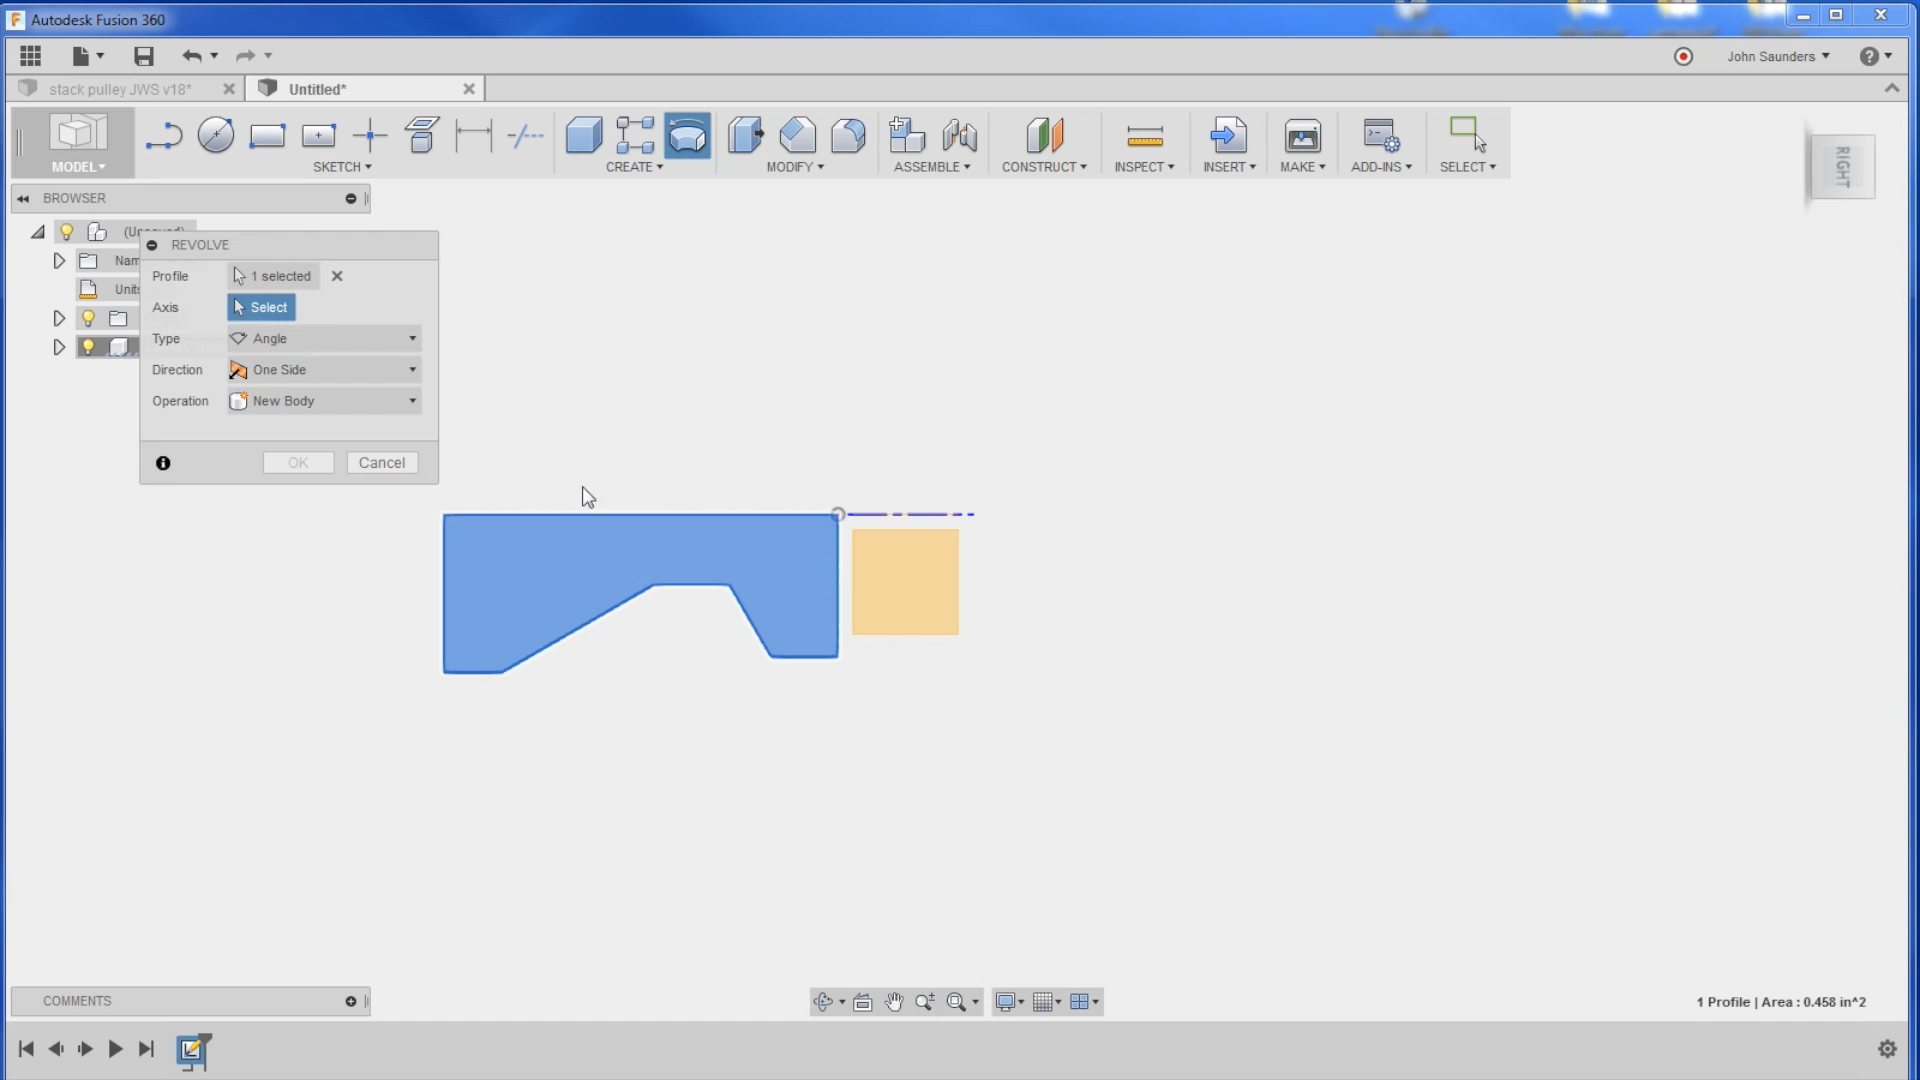 Autodesk Fusion 360
John Saunders
stack pulley JWS v18*
Untitled*
MODEL
SKETCH
CREATE
MODIFY
ASSEMBLE
CONSTRUCT
INSPECT
INSERT
MAKE
ADD-INS
SELECT
RIGHT
BROWSER
REVOLVE
Profile 1 selected
Axis Select
Type Angle
Direction One Side
Operation New Body
OK Cancel
COMMENTS
1 Profile | Area : 0.458 in^2